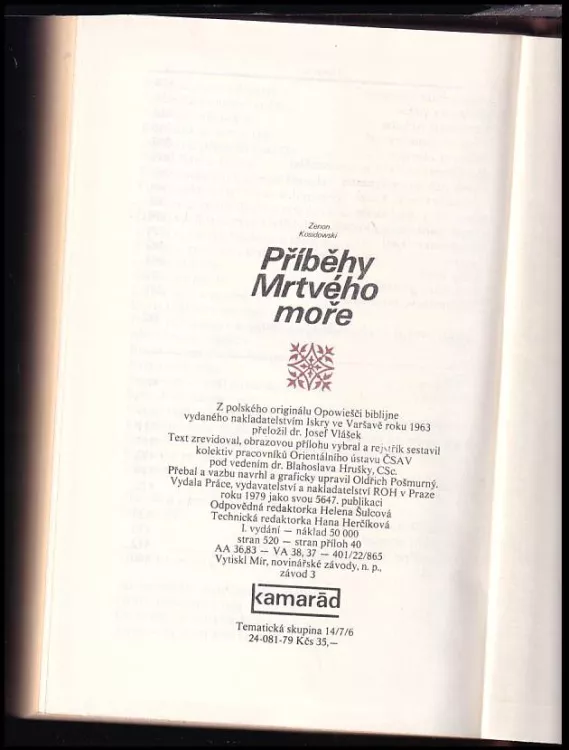 Zenon
Kosidowski
Příběhy
Mrtvého
moře
Z polského originálu Opowieści biblijne
vydaného nakladatelstvím Iskry ve Varšavě roku 1963
přeložil dr. Josef Vlášek
Text zrevidoval, obrazovou přílohu vybral a rejstřík sestavil
kolektiv pracovníků Orientálního ústavu ČSAV
pod vedením dr. Blahoslava Hrušky, CSc.
Přebal a vazbu navrhl a graficky upravil Oldřich Pošmurný.
Vydala Práce, vydavatelství a nakladatelství ROH v Praze
roku 1979 jako svou 5647. publikaci
Odpovědná redaktorka Helena Šulcová
Technická redaktorka Hana Herčíková
I. vydání — náklad 50 000
stran 520 — stran příloh 40
AA 36,83 — VA 38,37 — 401/22/865
Vytiskl Mír, novinářské závody, n. p.,
závod 3
kamarád
Tematická skupina 14/7/6
24-081-79 Kčs 35,—